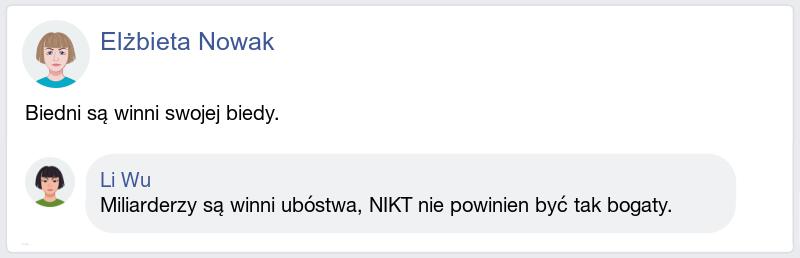 Elżbieta Nowak
Biedni są winni swojej biedy.
Li Wu
Miliarderzy są winni ubóstwa, NIKT nie powinien być tak bogaty.